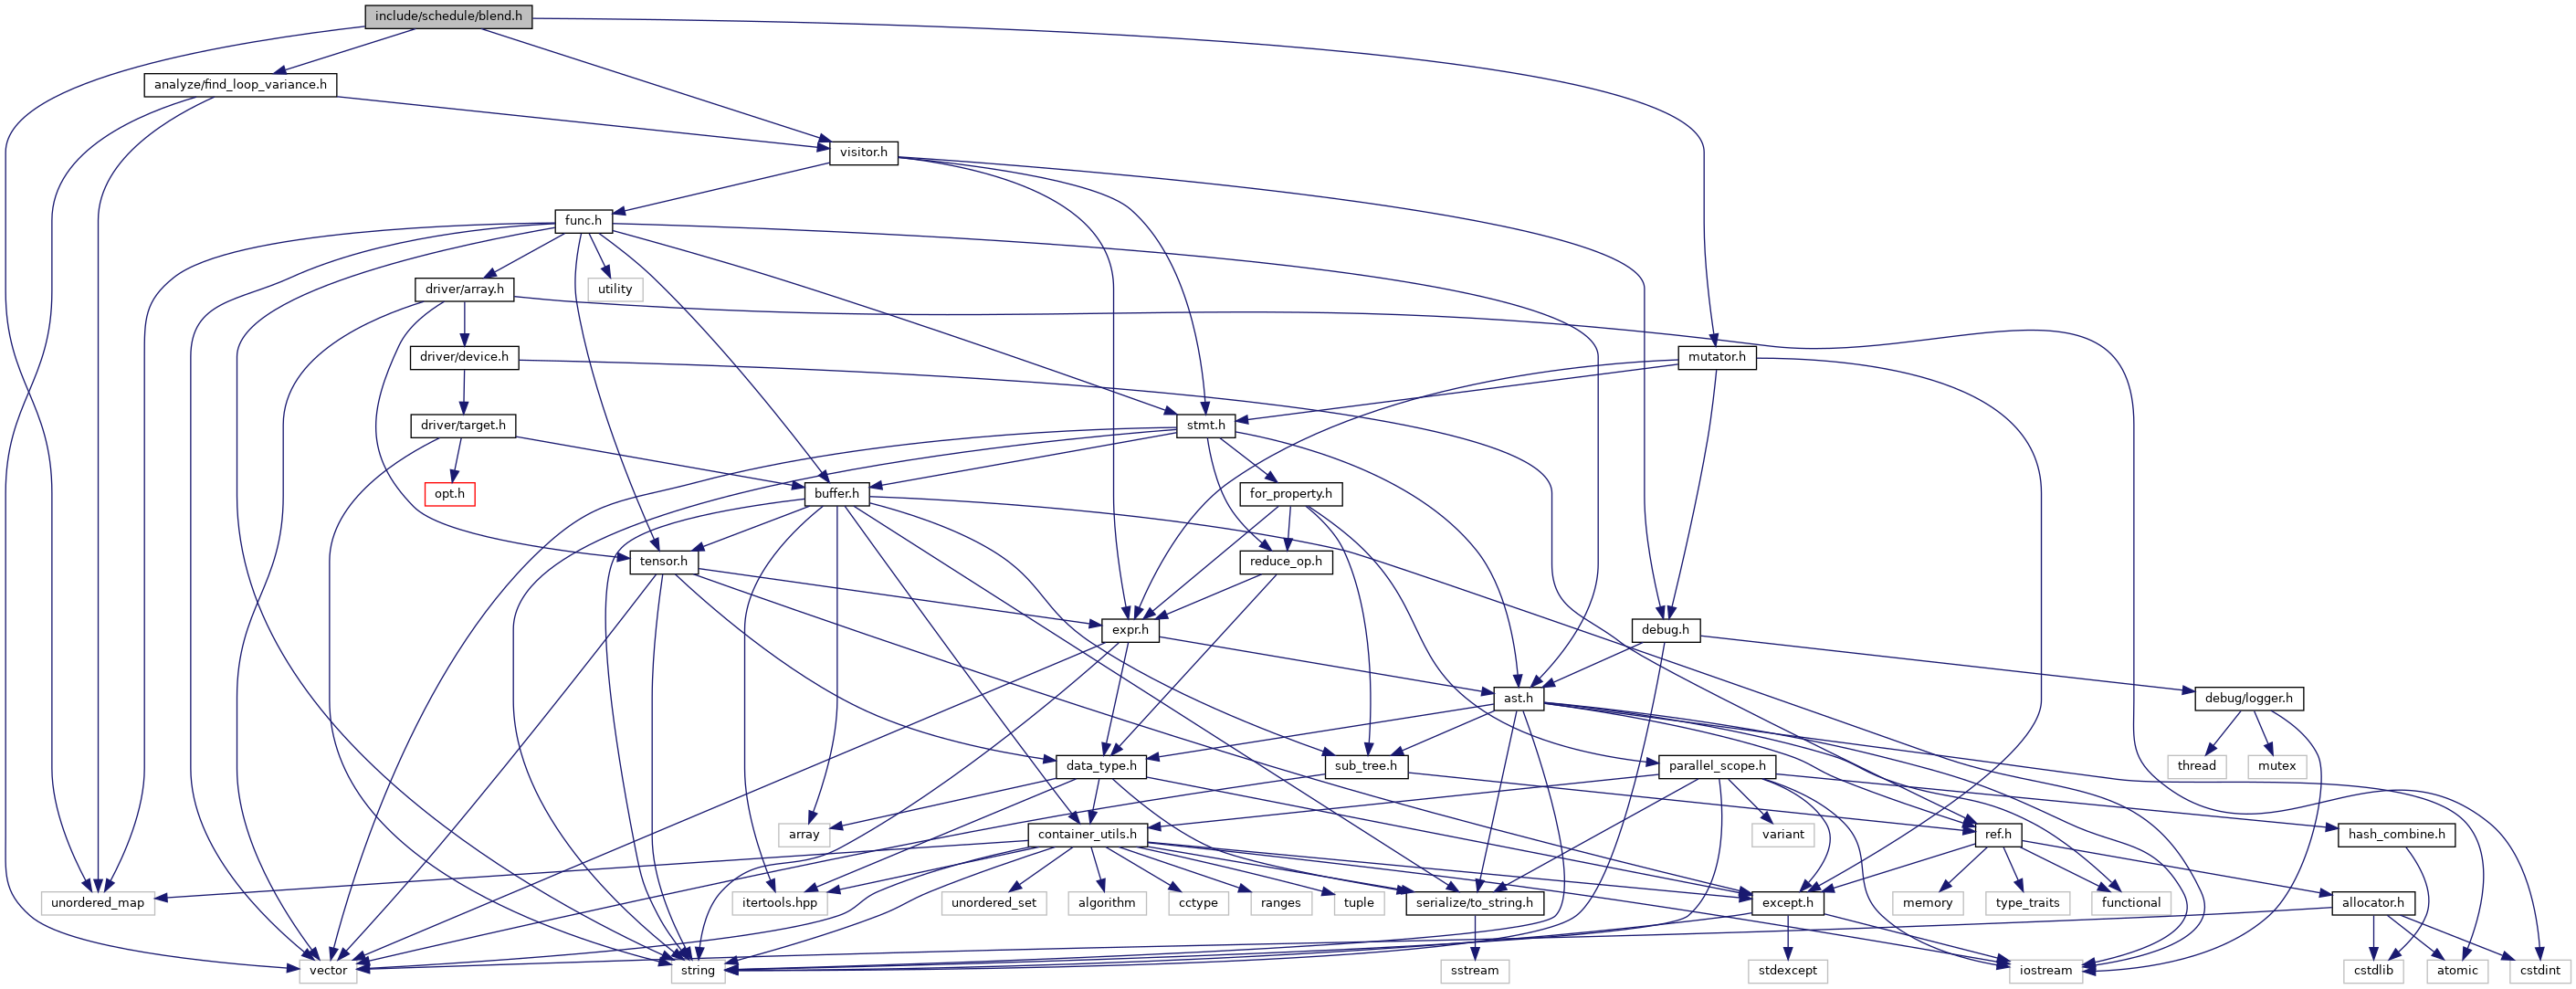 include/schedule/blend.h
analyze/find_loop_variance.h
visitor.h
func.h
driver/array.h
utility
driver/device.h
mutator.h
driver/target.h
stmt.h
opt.h
buffer.h
for_property.h
tensor.h
reduce_op.h
expr.h
debug.h
ast.h
debug/logger.h
data_type.h
sub_tree.h
parallel_scope.h
thread
mutex
array
container_utils.h
variant
ref.h
hash_combine.h
unordered_map
itertools.hpp
unordered_set
algorithm
cctype
ranges
tuple
serialize/to_string.h
except.h
memory
type_traits
functional
allocator.h
vector
string
sstream
stdexcept
iostream
cstdlib
atomic
cstdint